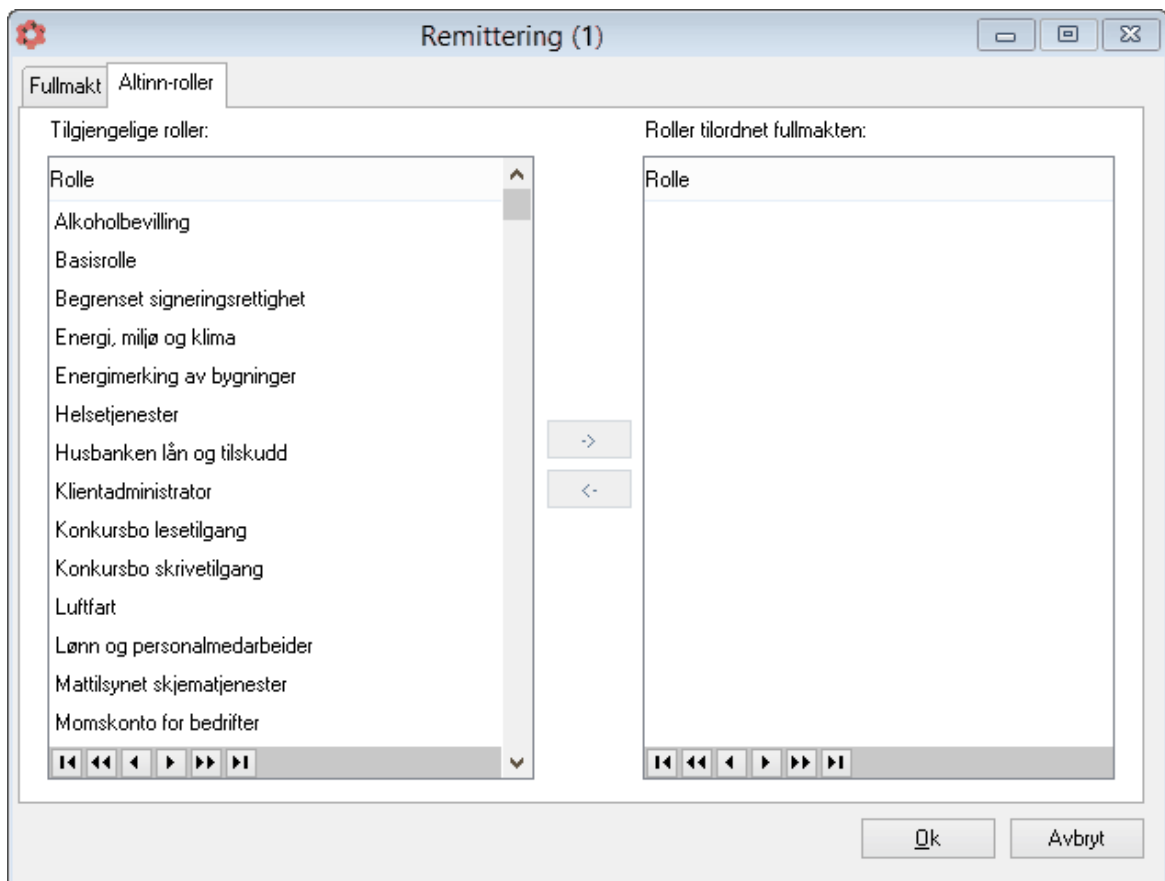 Remittering (1)
Fullmakt
Altinn-roller
Tilgjengelige roller:
Rolle
Alkoholbevilling
Basisrolle
Begrenset signeringsrettighet
Energi, miljø og klima
Energimerking av bygninger
Helsetjenester
Husbanken lån og tilskudd
Klientadministrator
Konkursbo lesetilgang
Konkursbo skrivetilgang
Luftfart
Lønn og personalmedarbeider
Mattilsynet skjematjenester
Momskonto for bedrifter
->
<-
Roller tilordnet fullmakten:
Rolle
Ok
Avbryt